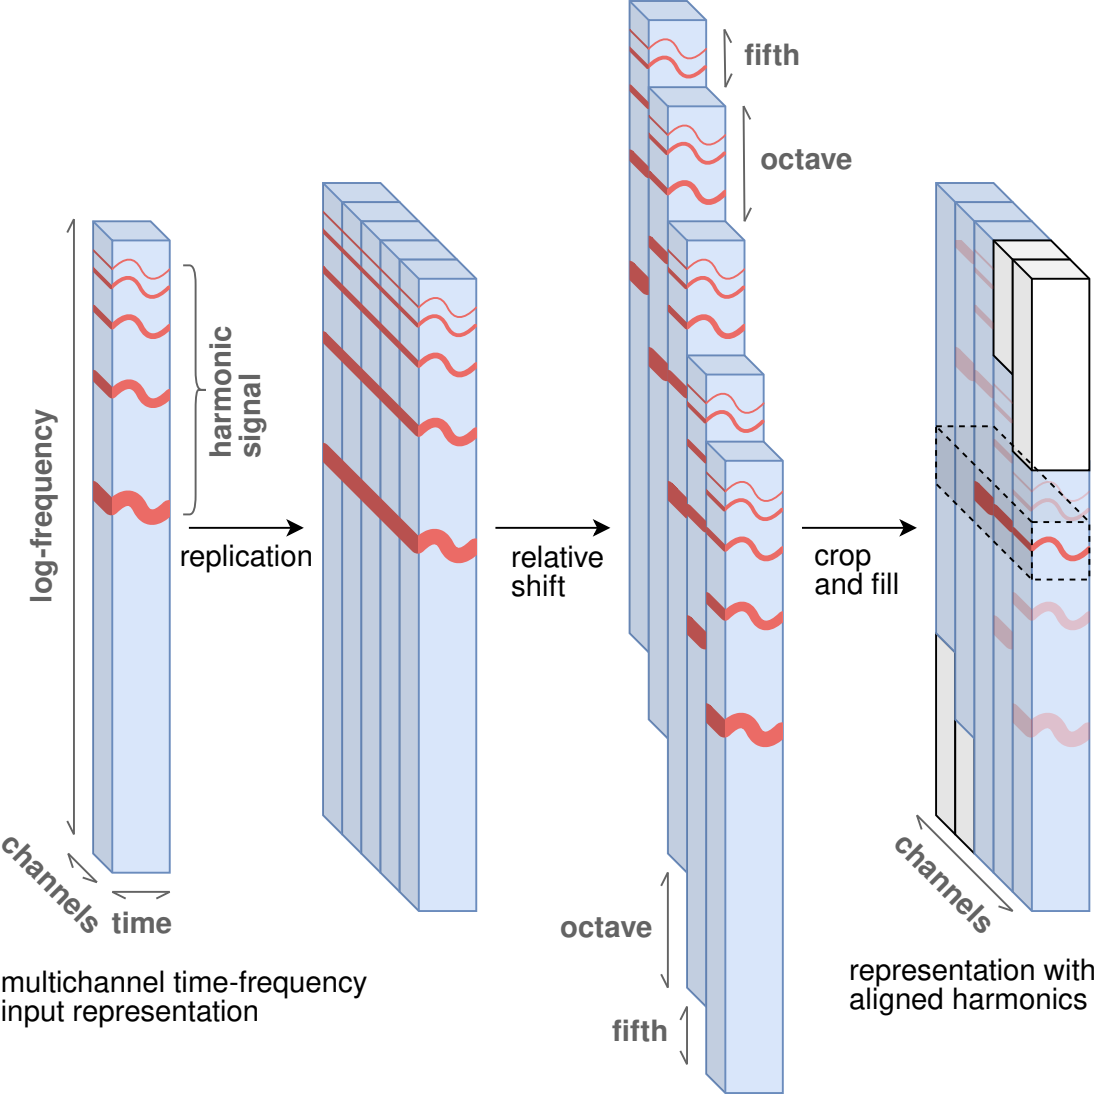 fifth
octave
log-frequency
harmonic
signal
replication
relative
shift
crop
and fill
channels
time
octave
fifth
channels
multichannel time-frequency
input representation
representation with
aligned harmonics